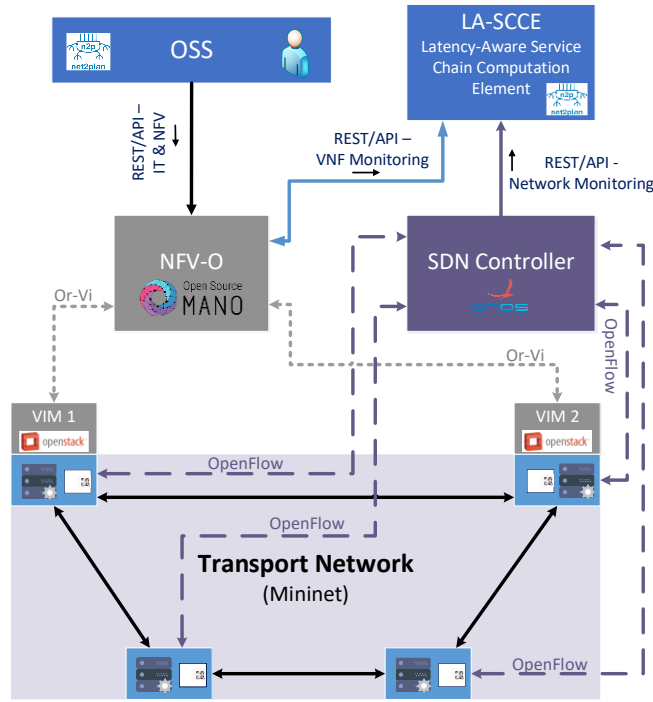 OSS
n2p
net2plan
LA-SCCE
Latency-Aware Service
Chain Computation
Element
n2p
net2plan
REST/API –
IT & NFV
REST/API –
VNF Monitoring
REST/API -
Network Monitoring
NFV-O
Open Source
MANO
SDN Controller
onos
Or-Vi
Or-Vi
OpenFlow
VIM 1
openstack
VIM 2
openstack
OpenFlow
OpenFlow
Transport Network
(Mininet)
OpenFlow